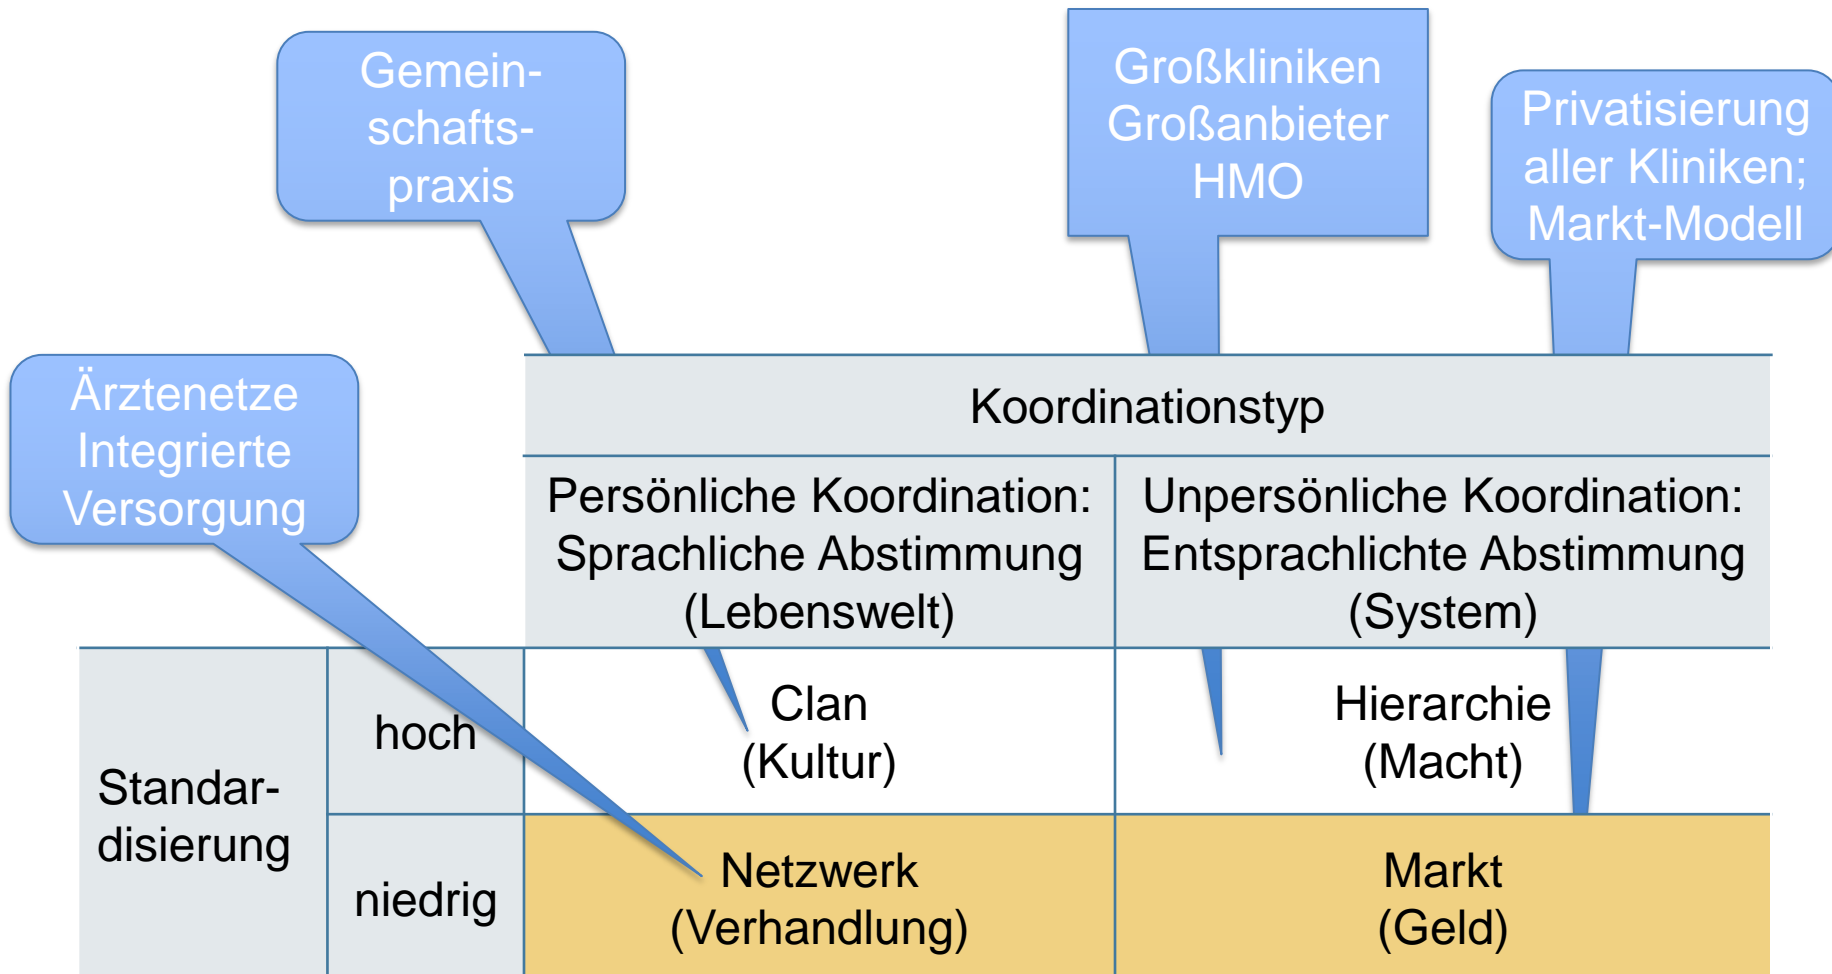 Gemein-
schafts-
praxis
Großkliniken
Großanbieter
HMO
Privatisierung
aller Kliniken;
Markt-Modell
Ärztenetze
Integrierte
Versorgung
Koordinationstyp
Persönliche Koordination:
Sprachliche Abstimmung
(Lebenswelt)
Unpersönliche Koordination:
Entsprachlichte Abstimmung
(System)
Standar-
disierung
hoch
Clan
(Kultur)
Hierarchie
(Macht)
niedrig
Netzwerk
(Verhandlung)
Markt
(Geld)